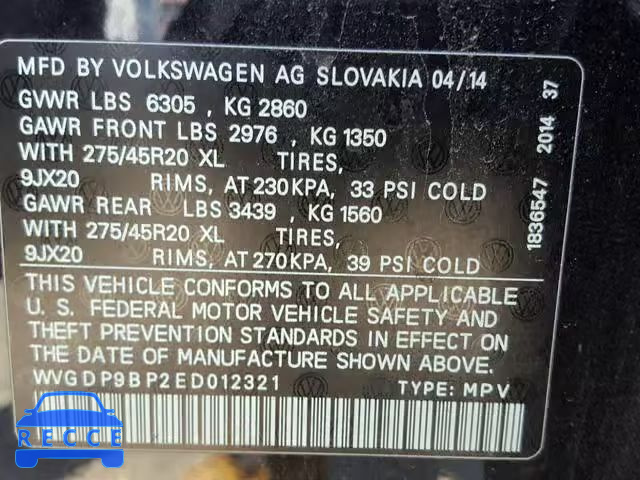 MFD BY VOLKSWAGEN AG SLOVAKIA 04/14
GVWR LBS 6305 , KG 2860
GAWR FRONT LBS 2976 , KG 1350
WITH 275/45R20 XL TIRES,
9JX20 RIMS, AT 230 KPA, 33 PSI COLD
GAWR REAR LBS 3439 , KG 1560
WITH 275/45R20 XL TIRES,
9JX20 RIMS, AT 270 KPA, 39 PSI COLD
THIS VEHICLE CONFORMS TO ALL APPLICABLE
U. S. FEDERAL MOTOR VEHICLE SAFETY AND
THEFT PREVENTION STANDARDS IN EFFECT ON
THE DATE OF MANUFACTURE SHOWN ABOVE.
WVGDP9BP2ED012321 TYPE: MPV
1836547 2014 37
RECCE